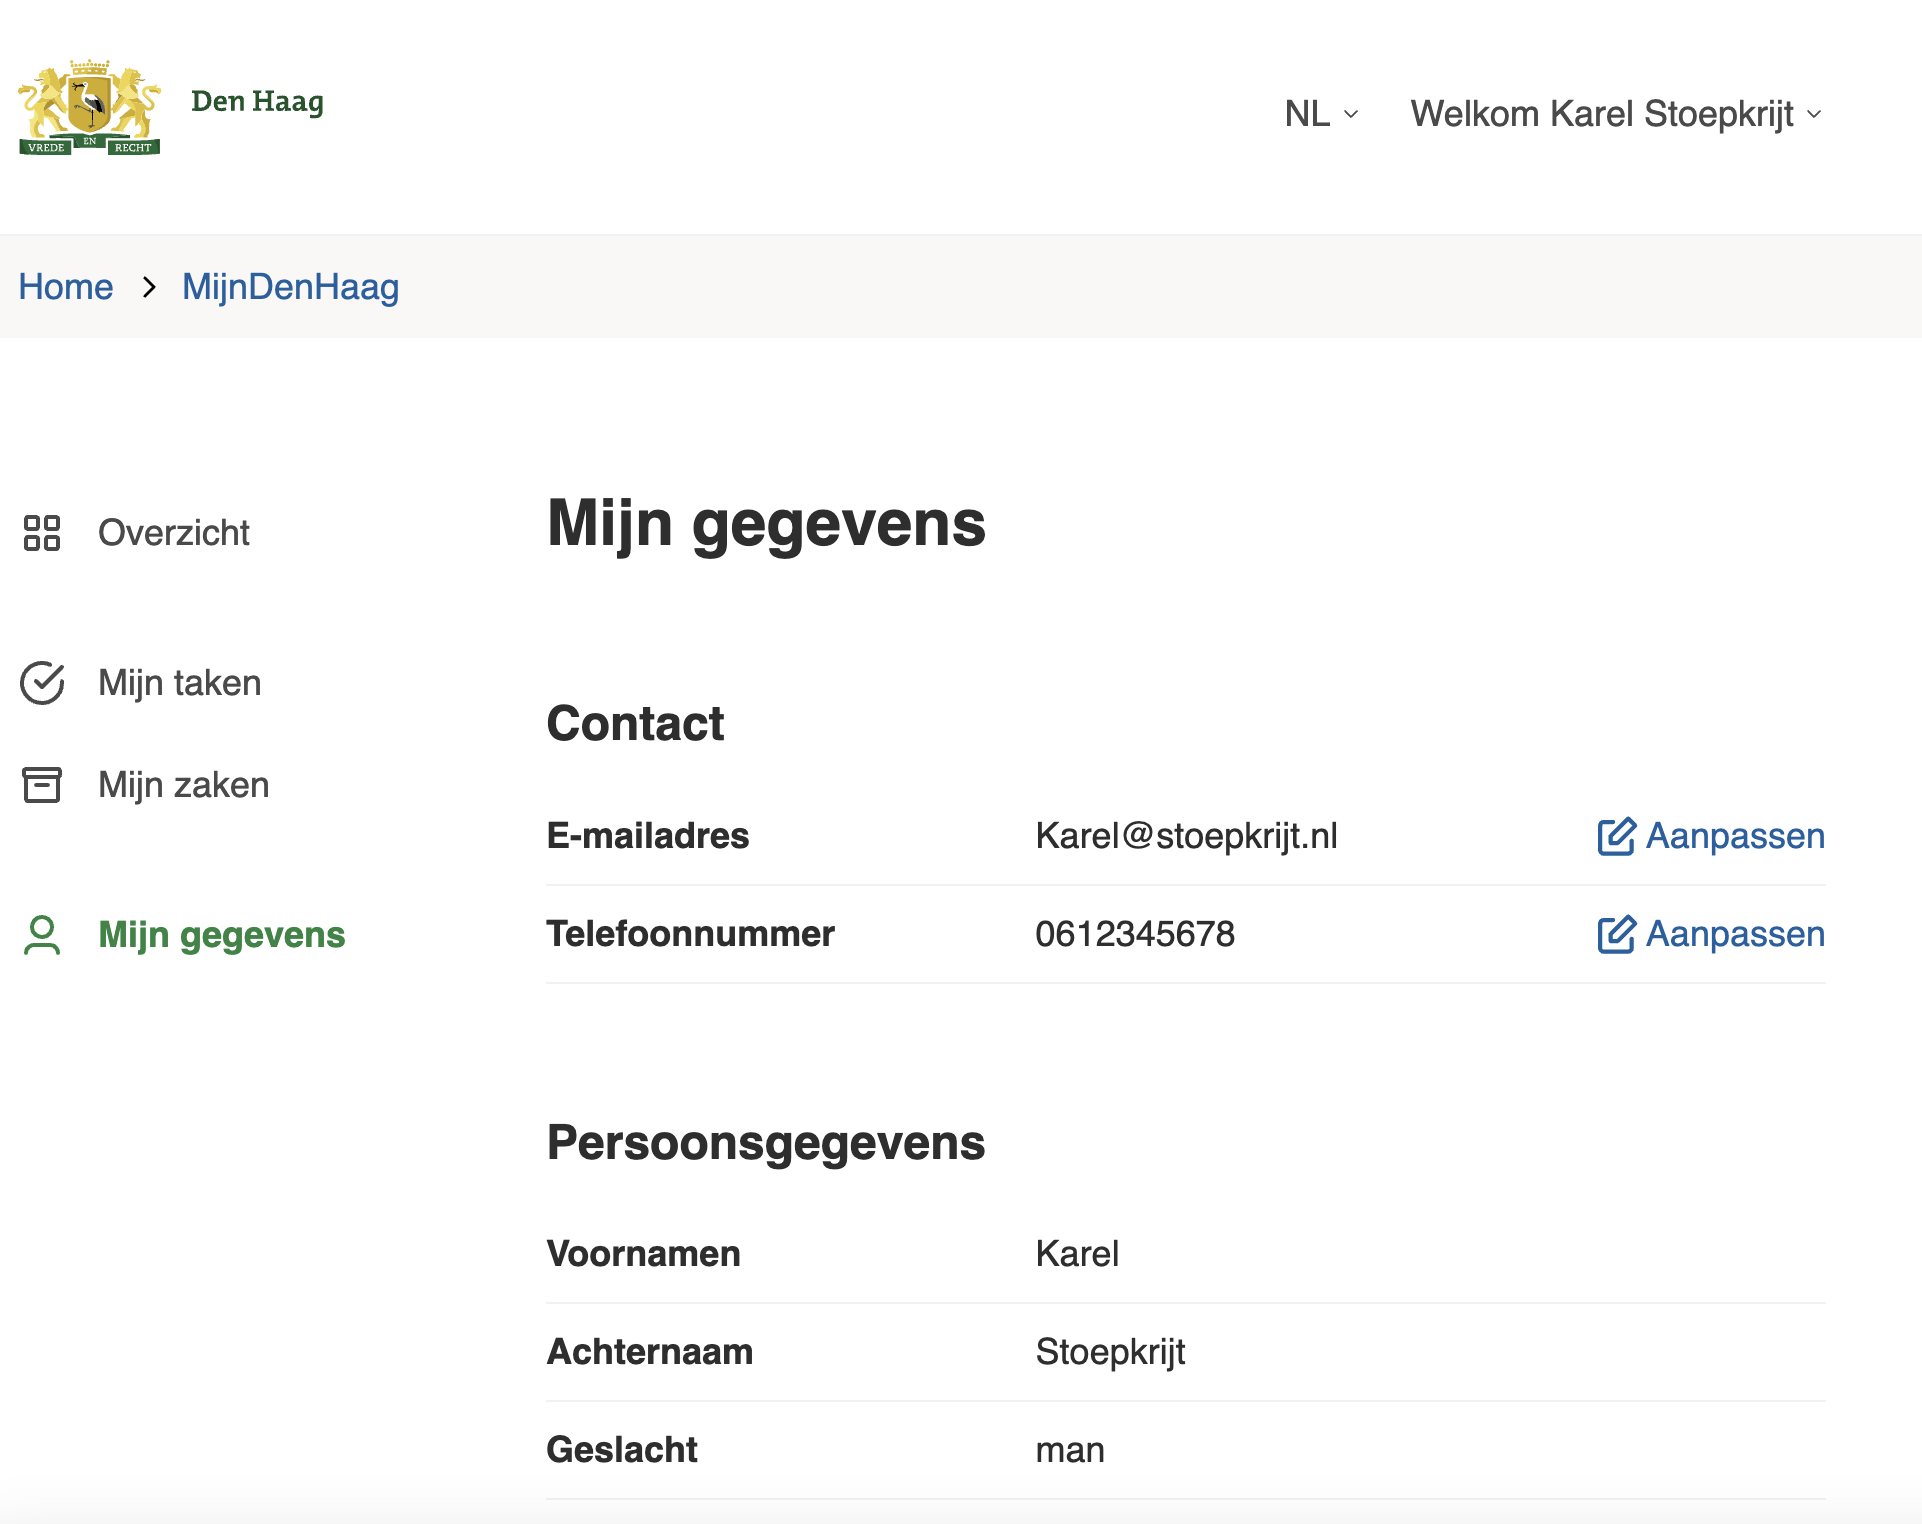 VREDE EN RECHT
Den Haag
NL
Welkom Karel Stoepkrijt
Home
MijnDenHaag
Overzicht
Mijn taken
Mijn zaken
Mijn gegevens
Mijn gegevens
Contact
E-mailadres Karel@stoepkrijt.nl Aanpassen
Telefoonnummer 0612345678 Aanpassen
Persoonsgegevens
Voornamen Karel
Achternaam Stoepkrijt
Geslacht man